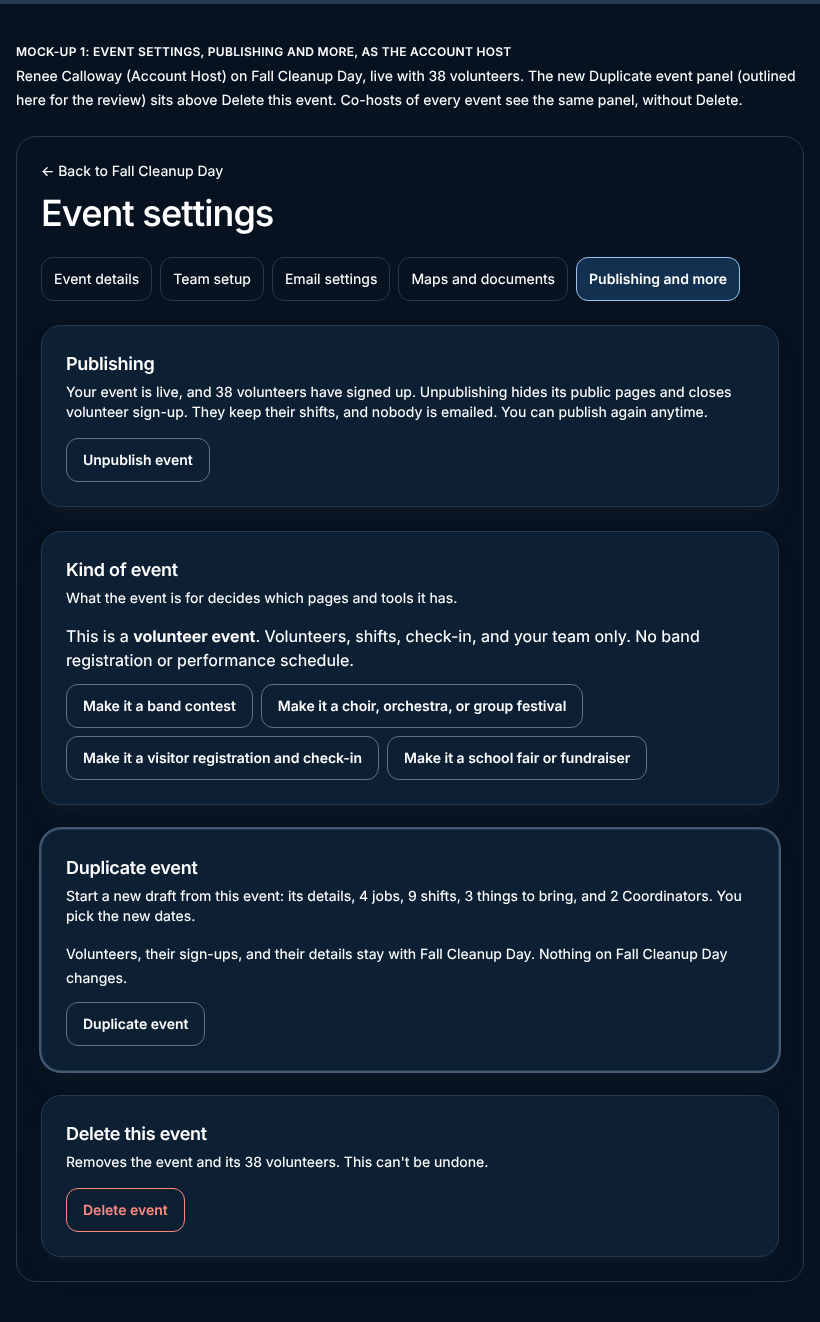 MOCK-UP 1: EVENT SETTINGS, PUBLISHING AND MORE, AS THE ACCOUNT HOST
Renee Calloway (Account Host) on Fall Cleanup Day, live with 38 volunteers. The new Duplicate event panel (outlined
here for the review) sits above Delete this event. Co-hosts of every event see the same panel, without Delete.
← Back to Fall Cleanup Day
Event settings
Event details
Team setup
Email settings
Maps and documents
Publishing and more
Publishing
Your event is live, and 38 volunteers have signed up. Unpublishing hides its public pages and closes
volunteer sign-up. They keep their shifts, and nobody is emailed. You can publish again anytime.
Unpublish event
Kind of event
What the event is for decides which pages and tools it has.
This is a volunteer event. Volunteers, shifts, check-in, and your team only. No band
registration or performance schedule.
Make it a band contest
Make it a choir, orchestra, or group festival
Make it a visitor registration and check-in
Make it a school fair or fundraiser
Duplicate event
Start a new draft from this event: its details, 4 jobs, 9 shifts, 3 things to bring, and 2 Coordinators. You
pick the new dates.
Volunteers, their sign-ups, and their details stay with Fall Cleanup Day. Nothing on Fall Cleanup Day
changes.
Duplicate event
Delete this event
Removes the event and its 38 volunteers. This can't be undone.
Delete event